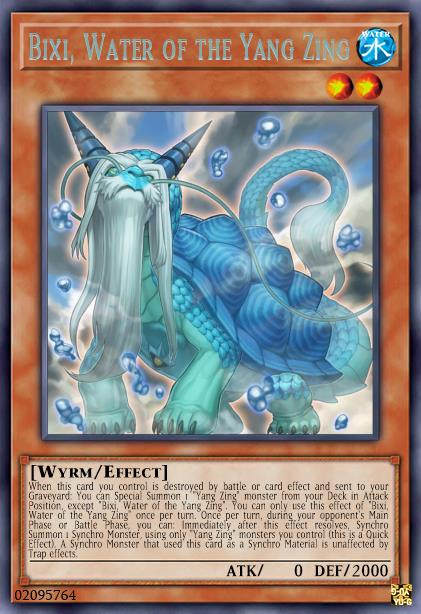 Bixi, Water of the Yang Zing
WATER
水
[Wyrm/Effect]
When this card you control is destroyed by battle or card effect and sent to your
Graveyard: You can Special Summon 1 "Yang Zing" monster from your Deck in Attack
Position, except "Bixi, Water of the Yang Zing". You can only use this effect of "Bixi,
Water of the Yang Zing" once per turn. Once per turn, during your opponent's Main
Phase or Battle Phase, you can: Immediately after this effect resolves, Synchro
Summon 1 Synchro Monster, using only "Yang Zing" monsters you control (this is a Quick
Effect). A Synchro Monster that used this card as a Synchro Material is unaffected by
Trap effects.
ATK/ 0 DEF/2000
02095764